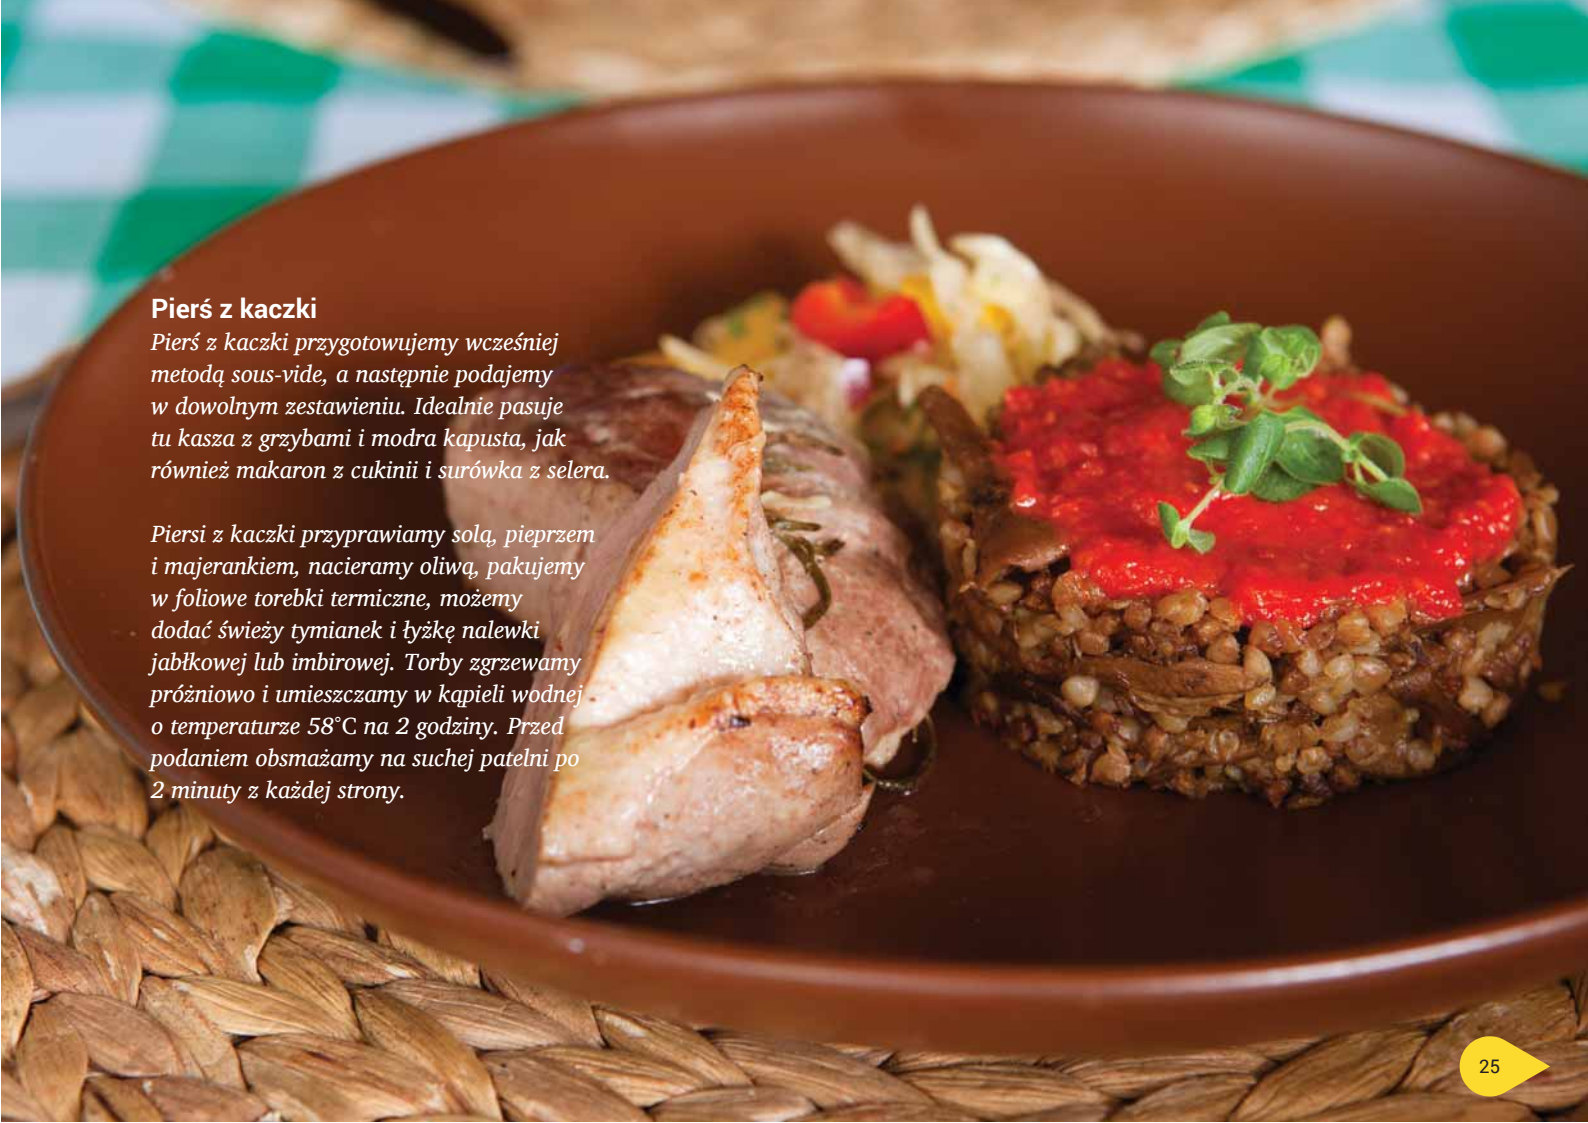 Pierś z kaczki
Pierś z kaczki przygotowujemy wcześniej
metodą sous-vide, a następnie podajemy
w dowolnym zestawieniu. Idealnie pasuje
tu kasza z grzybami i modra kapusta, jak
również makaron z cukinii i surówka z selera.
Piersi z kaczki przyprawiamy solą, pieprzem
i majerankiem, nacieramy oliwą, pakujemy
w foliowe torebki termiczne, możemy
dodać świeży tymianek i łyżkę nalewki
jabłkowej lub imbirowej. Torby zgrzewamy
próżniowo i umieszczamy w kąpieli wodnej
o temperaturze 58°C na 2 godziny. Przed
podaniem obsmażamy na suchej patelni po
2 minuty z każdej strony.
25